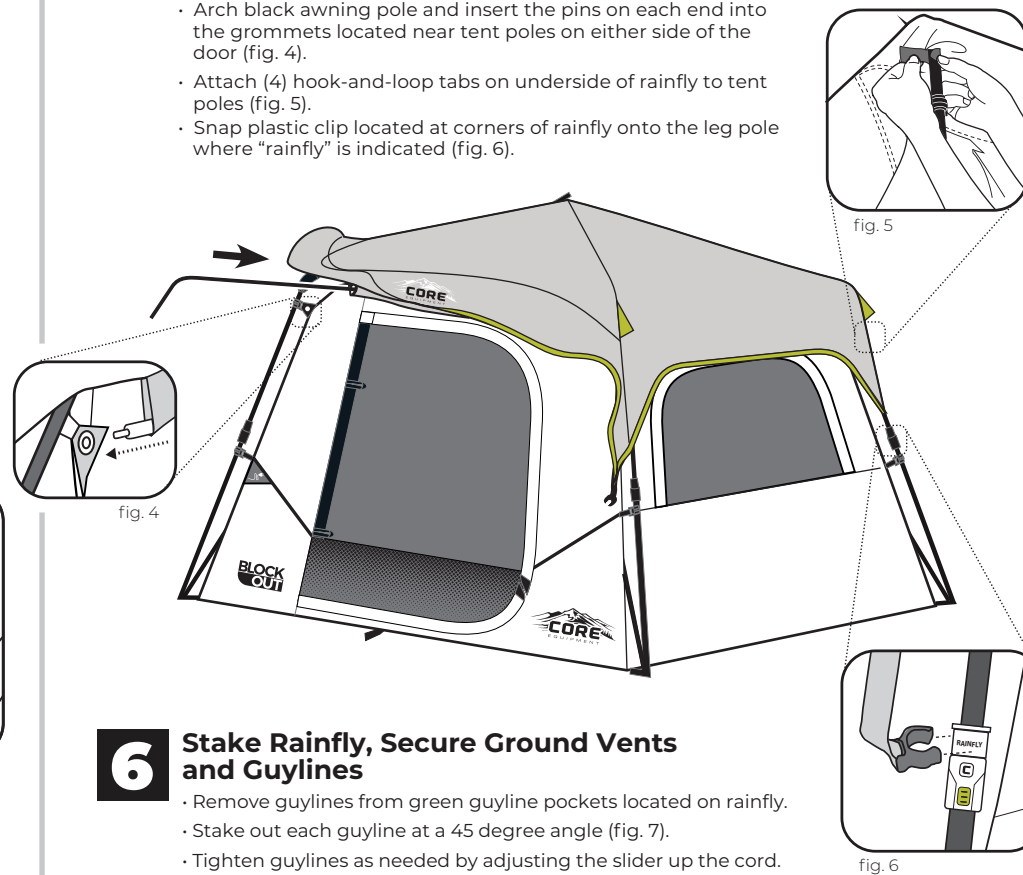 · Arch black awning pole and insert the pins on each end into
the grommets located near tent poles on either side of the
door (fig. 4).
· Attach (4) hook-and-loop tabs on underside of rainfly to tent
poles (fig. 5).
· Snap plastic clip located at corners of rainfly onto the leg pole
where “rainfly” is indicated (fig. 6).
fig. 5
CORE
EQUIPMENT
fig. 4
BLOCK
OUT
CORE
EQUIPMENT
RAINFLY
C
fig. 6
6
Stake Rainfly, Secure Ground Vents
and Guylines
· Remove guylines from green guyline pockets located on rainfly.
· Stake out each guyline at a 45 degree angle (fig. 7).
· Tighten guylines as needed by adjusting the slider up the cord.